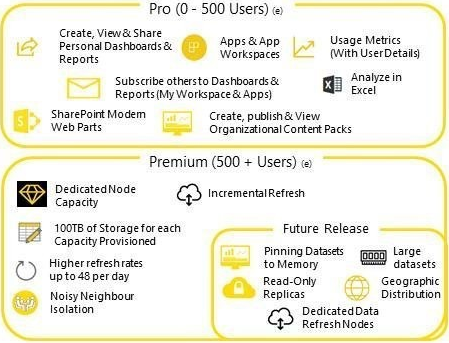 Pro (0 - 500 Users) (e)
Create, View & Share
Personal Dashboards &
Reports
Apps & App
Workspaces
Usage Metrics
(With User Details)
Subscribe others to Dashboards &
Reports (My Workspace & Apps)
Analyze in
Excel
SharePoint Modern
Web Parts
Create, publish & View
Organizational Content Packs
Premium (500 + Users) (e)
Dedicated Node
Capacity
Incremental Refresh
100TB of Storage for each
Capacity Provisioned
Higher refresh rates
up to 48 per day
Noisy Neighbour
Isolation
Future Release
Pinning Datasets
to Memory
Large
datasets
Read-Only
Replicas
Geographic
Distribution
Dedicated Data
Refresh Nodes